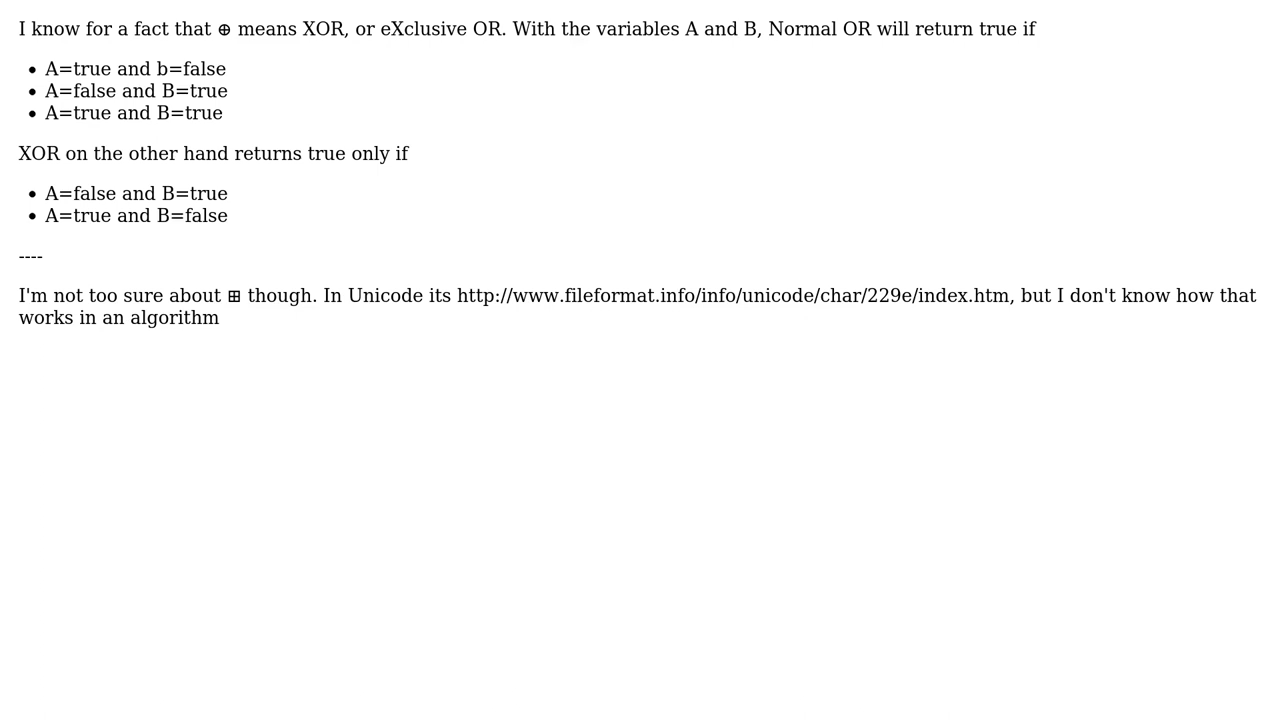 I know for a fact that ⊕ means XOR, or eXclusive OR. With the variables A and B, Normal OR will return true if
• A=true and b=false
• A=false and B=true
• A=true and B=true
XOR on the other hand returns true only if
• A=false and B=true
• A=true and B=false
----
I'm not too sure about ⊞ though. In Unicode its http://www.fileformat.info/info/unicode/char/229e/index.htm, but I don't know how that
works in an algorithm